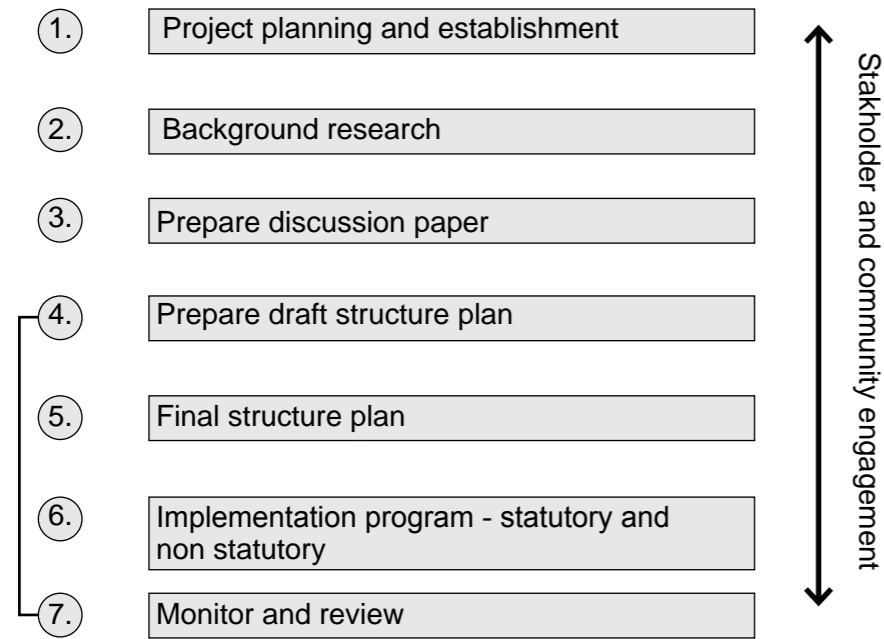 1. Project planning and establishment
2. Background research
3. Prepare discussion paper
4. Prepare draft structure plan
5. Final structure plan
6. Implementation program - statutory and
non statutory
7. Monitor and review
Stakholder and community engagement